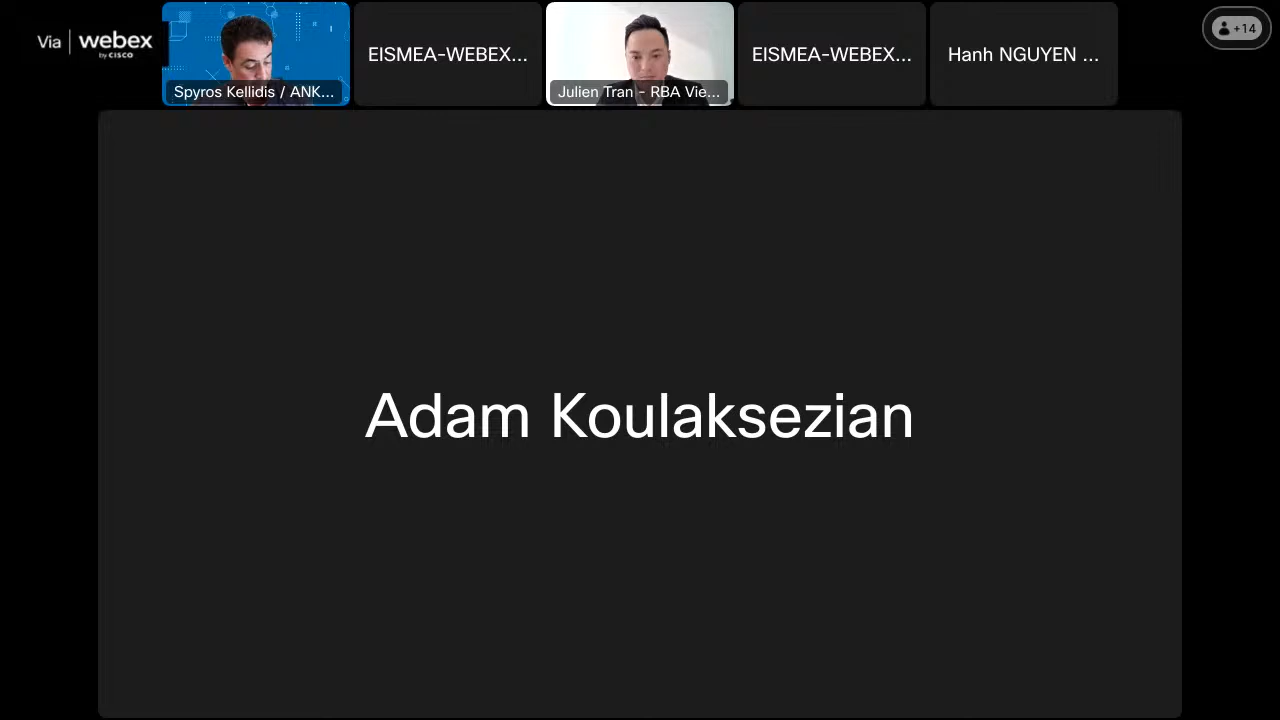 Via webex
by CISCO
Spyros Kellidis / ANK...
EISMEA-WEBEX...
Julien Tran - RBA Vie...
EISMEA-WEBEX...
Hanh NGUYEN ...
+14
Adam Koulaksezian